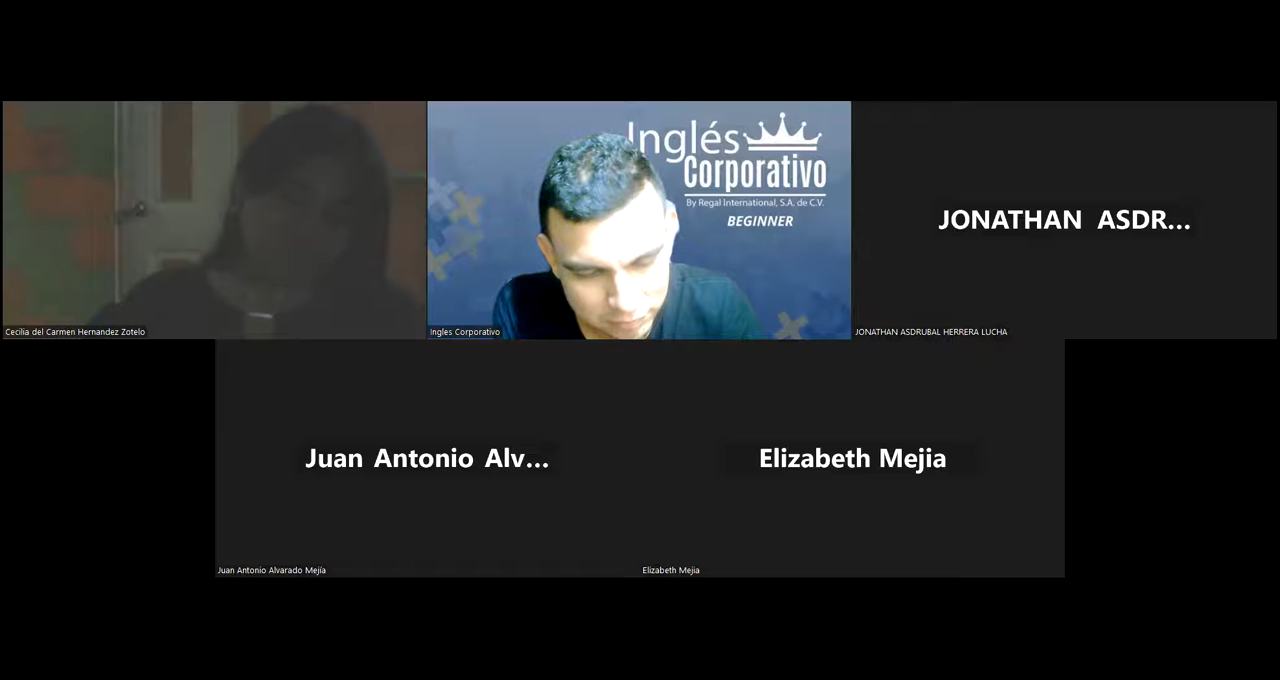 Inglés
Corporativo
By Regal International, S.A. de C.V.
BEGINNER
JONATHAN ASDR...
Cecilia del Carmen Hernandez Zotelo
Ingles Corporativo
JONATHAN ASDRUBAL HERRERA LUCHA
Juan Antonio Alv...
Elizabeth Mejia
Juan Antonio Alvarado Mejía
Elizabeth Mejia